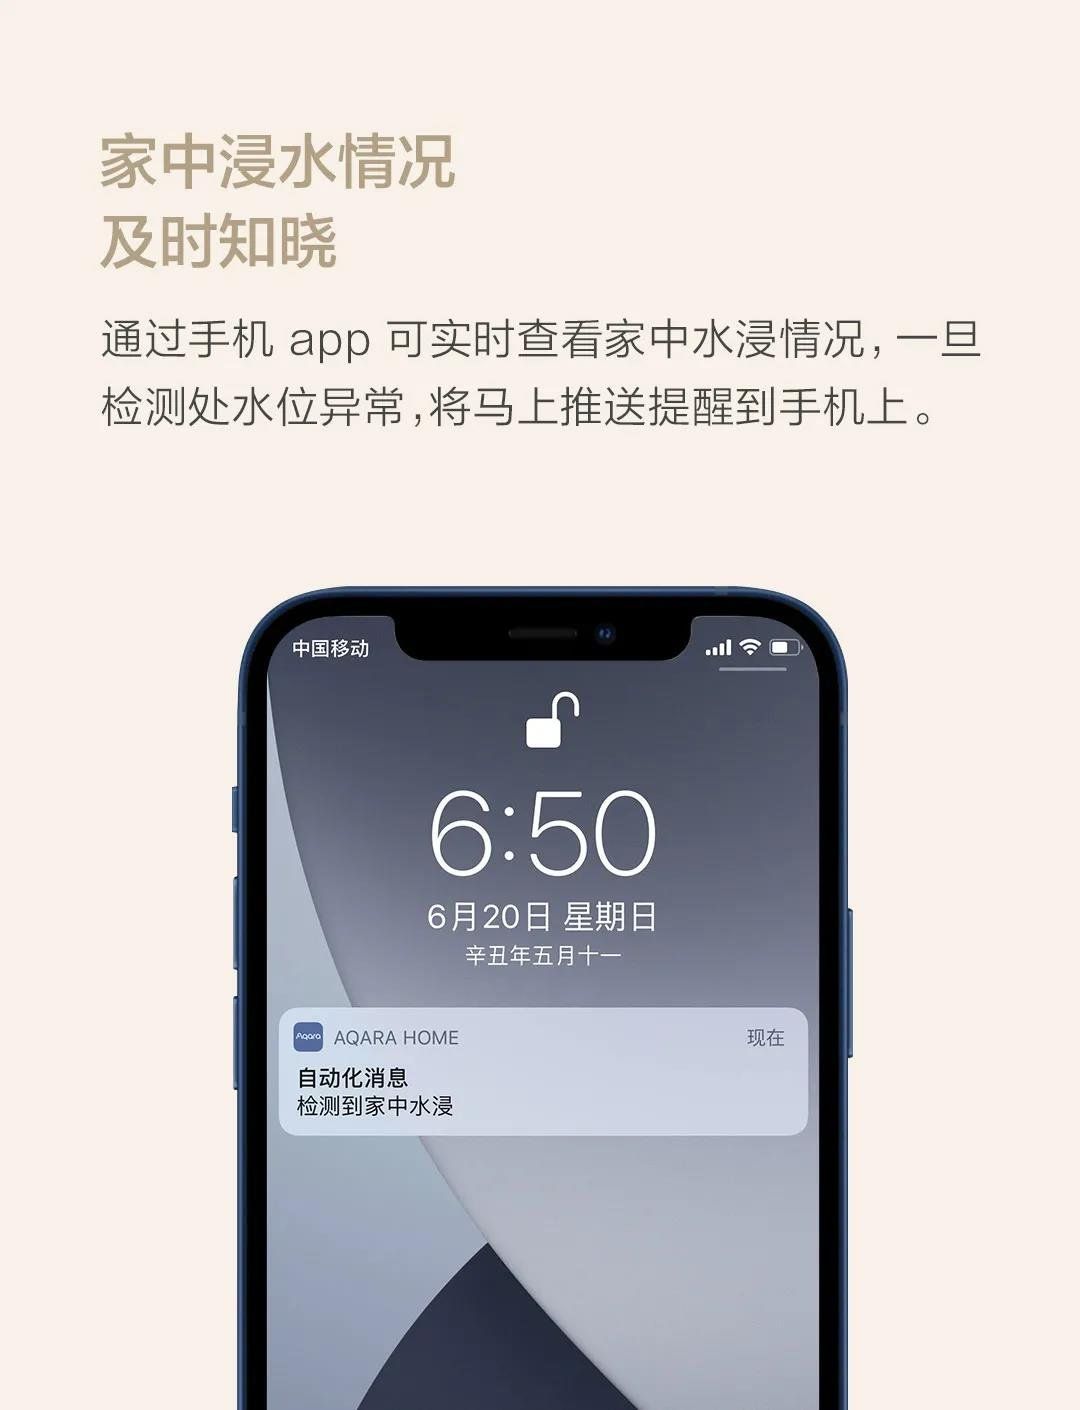 家中浸水情况
及时知晓
通过手机 app 可实时查看家中水浸情况，一旦
检测处水位异常，将马上推送提醒到手机上。
中国移动
6:50
6月20日 星期日
辛丑年五月十一
Aqara AQARA HOME 现在
自动化消息
检测到家中水浸